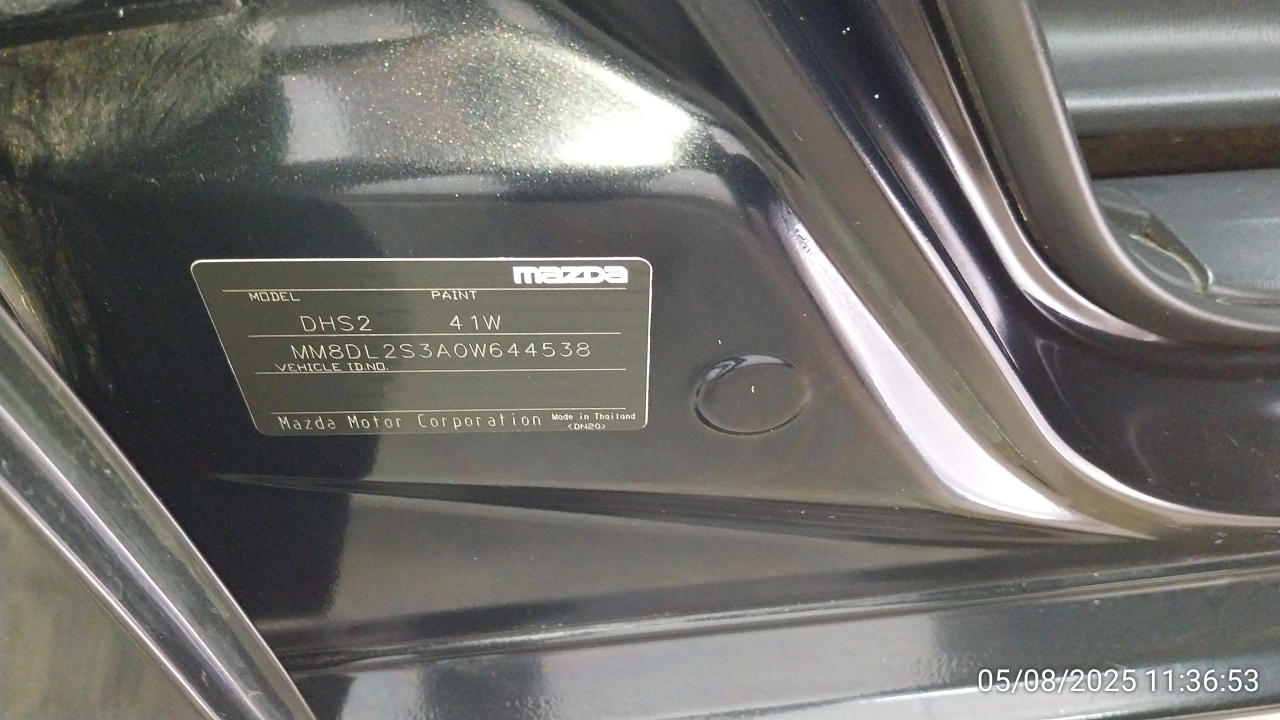 mazda
MODEL PAINT
DHS2 41W
MM8DL2S3A0W644538
VEHICLE ID.NO.
Mazda Motor Corporation Made in Thailand
<DN20>
05/08/2025 11:36:53